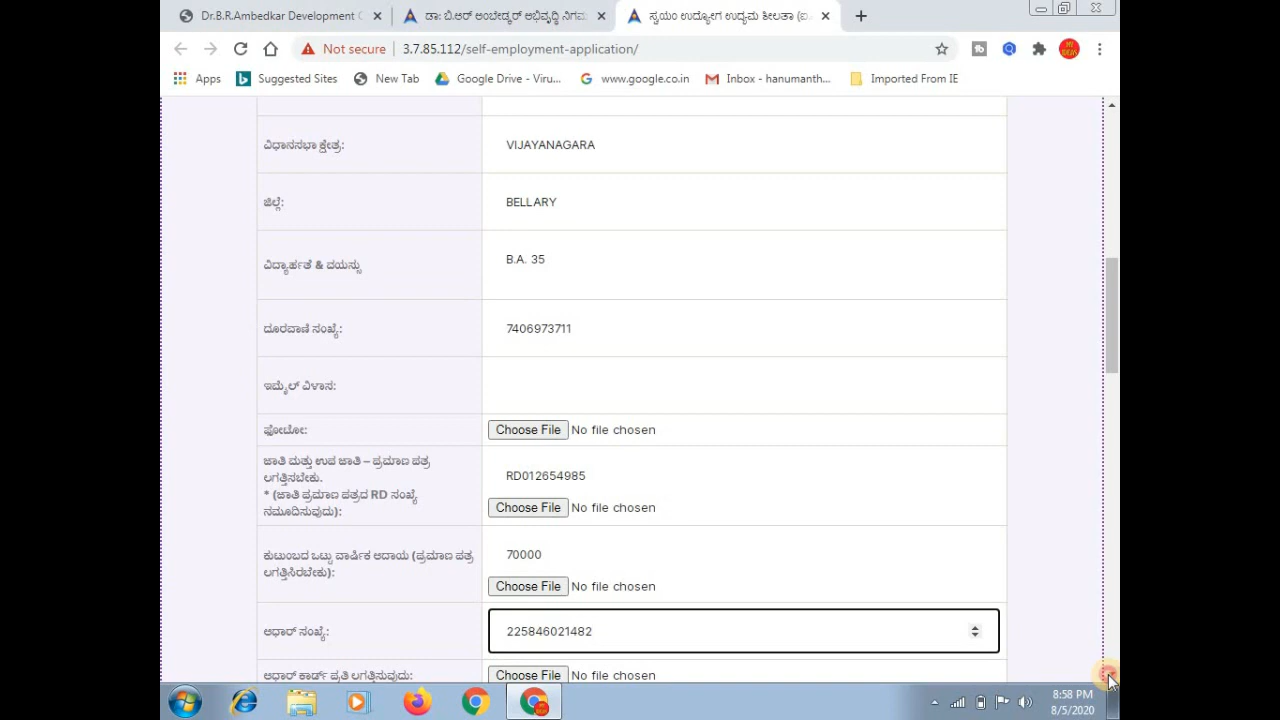 Dr.B.R.Ambedkar Development C
ಡಾ: ಬಿ.ಆರ್ ಅಂಬೇಡ್ಕರ್ ಅಭಿವೃದ್ಧಿ ನಿಗಮ
ಸ್ವಯಂ ಉದ್ಯೋಗ ಉದ್ಯಮ ಶೀಲತಾ (ಐ.
Not secure 3.7.85.112/self-employment-application/
Apps Suggested Sites New Tab Google Drive - Viru... www.google.co.in Inbox - hanumanth... Imported From IE
ವಿಧಾನಸಭಾ ಕ್ಷೇತ್ರ: VIJAYANAGARA
ಜಿಲ್ಲೆ: BELLARY
ವಿದ್ಯಾರ್ಹತೆ & ವಯಸ್ಸು B.A. 35
ದೂರವಾಣಿ ಸಂಖ್ಯೆ: 7406973711
ಇಮೈಲ್ ವಿಳಾಸ:
ಫೋಟೋ: Choose File No file chosen
ಜಾತಿ ಮತ್ತು ಉಪ ಜಾತಿ – ಪ್ರಮಾಣ ಪತ್ರ
ಲಗತ್ತಿಸಬೇಕು. RD012654985
* (ಜಾತಿ ಪ್ರಮಾಣ ಪತ್ರದ RD ಸಂಖ್ಯೆ
ನಮೂದಿಸುವುದು): Choose File No file chosen
ಕುಟುಂಬದ ಒಟ್ಟು ವಾರ್ಷಿಕ ಆದಾಯ (ಪ್ರಮಾಣ ಪತ್ರ 70000
ಲಗತ್ತಿಸಿರಬೇಕು): Choose File No file chosen
ಆಧಾರ್ ಸಂಖ್ಯೆ: 225846021482
ಆಧಾರ್ ಕಾರ್ಡ್ ಪ್ರತಿ ಲಗತ್ತಿಸುವುದು: Choose File No file chosen
8:58 PM
8/5/2020